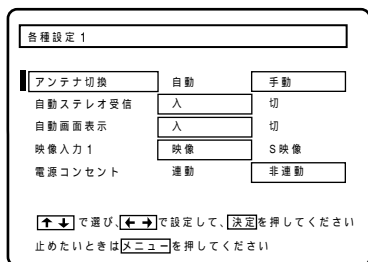 各種設定1
アンテナ切換 自動 手動
自動ステレオ受信 入 切
自動画面表示 入 切
映像入力1 映像 S映像
電源コンセント 連動 非連動
↑↓で選び、←→で設定して、決定を押してください
止めたいときはメニューを押してください